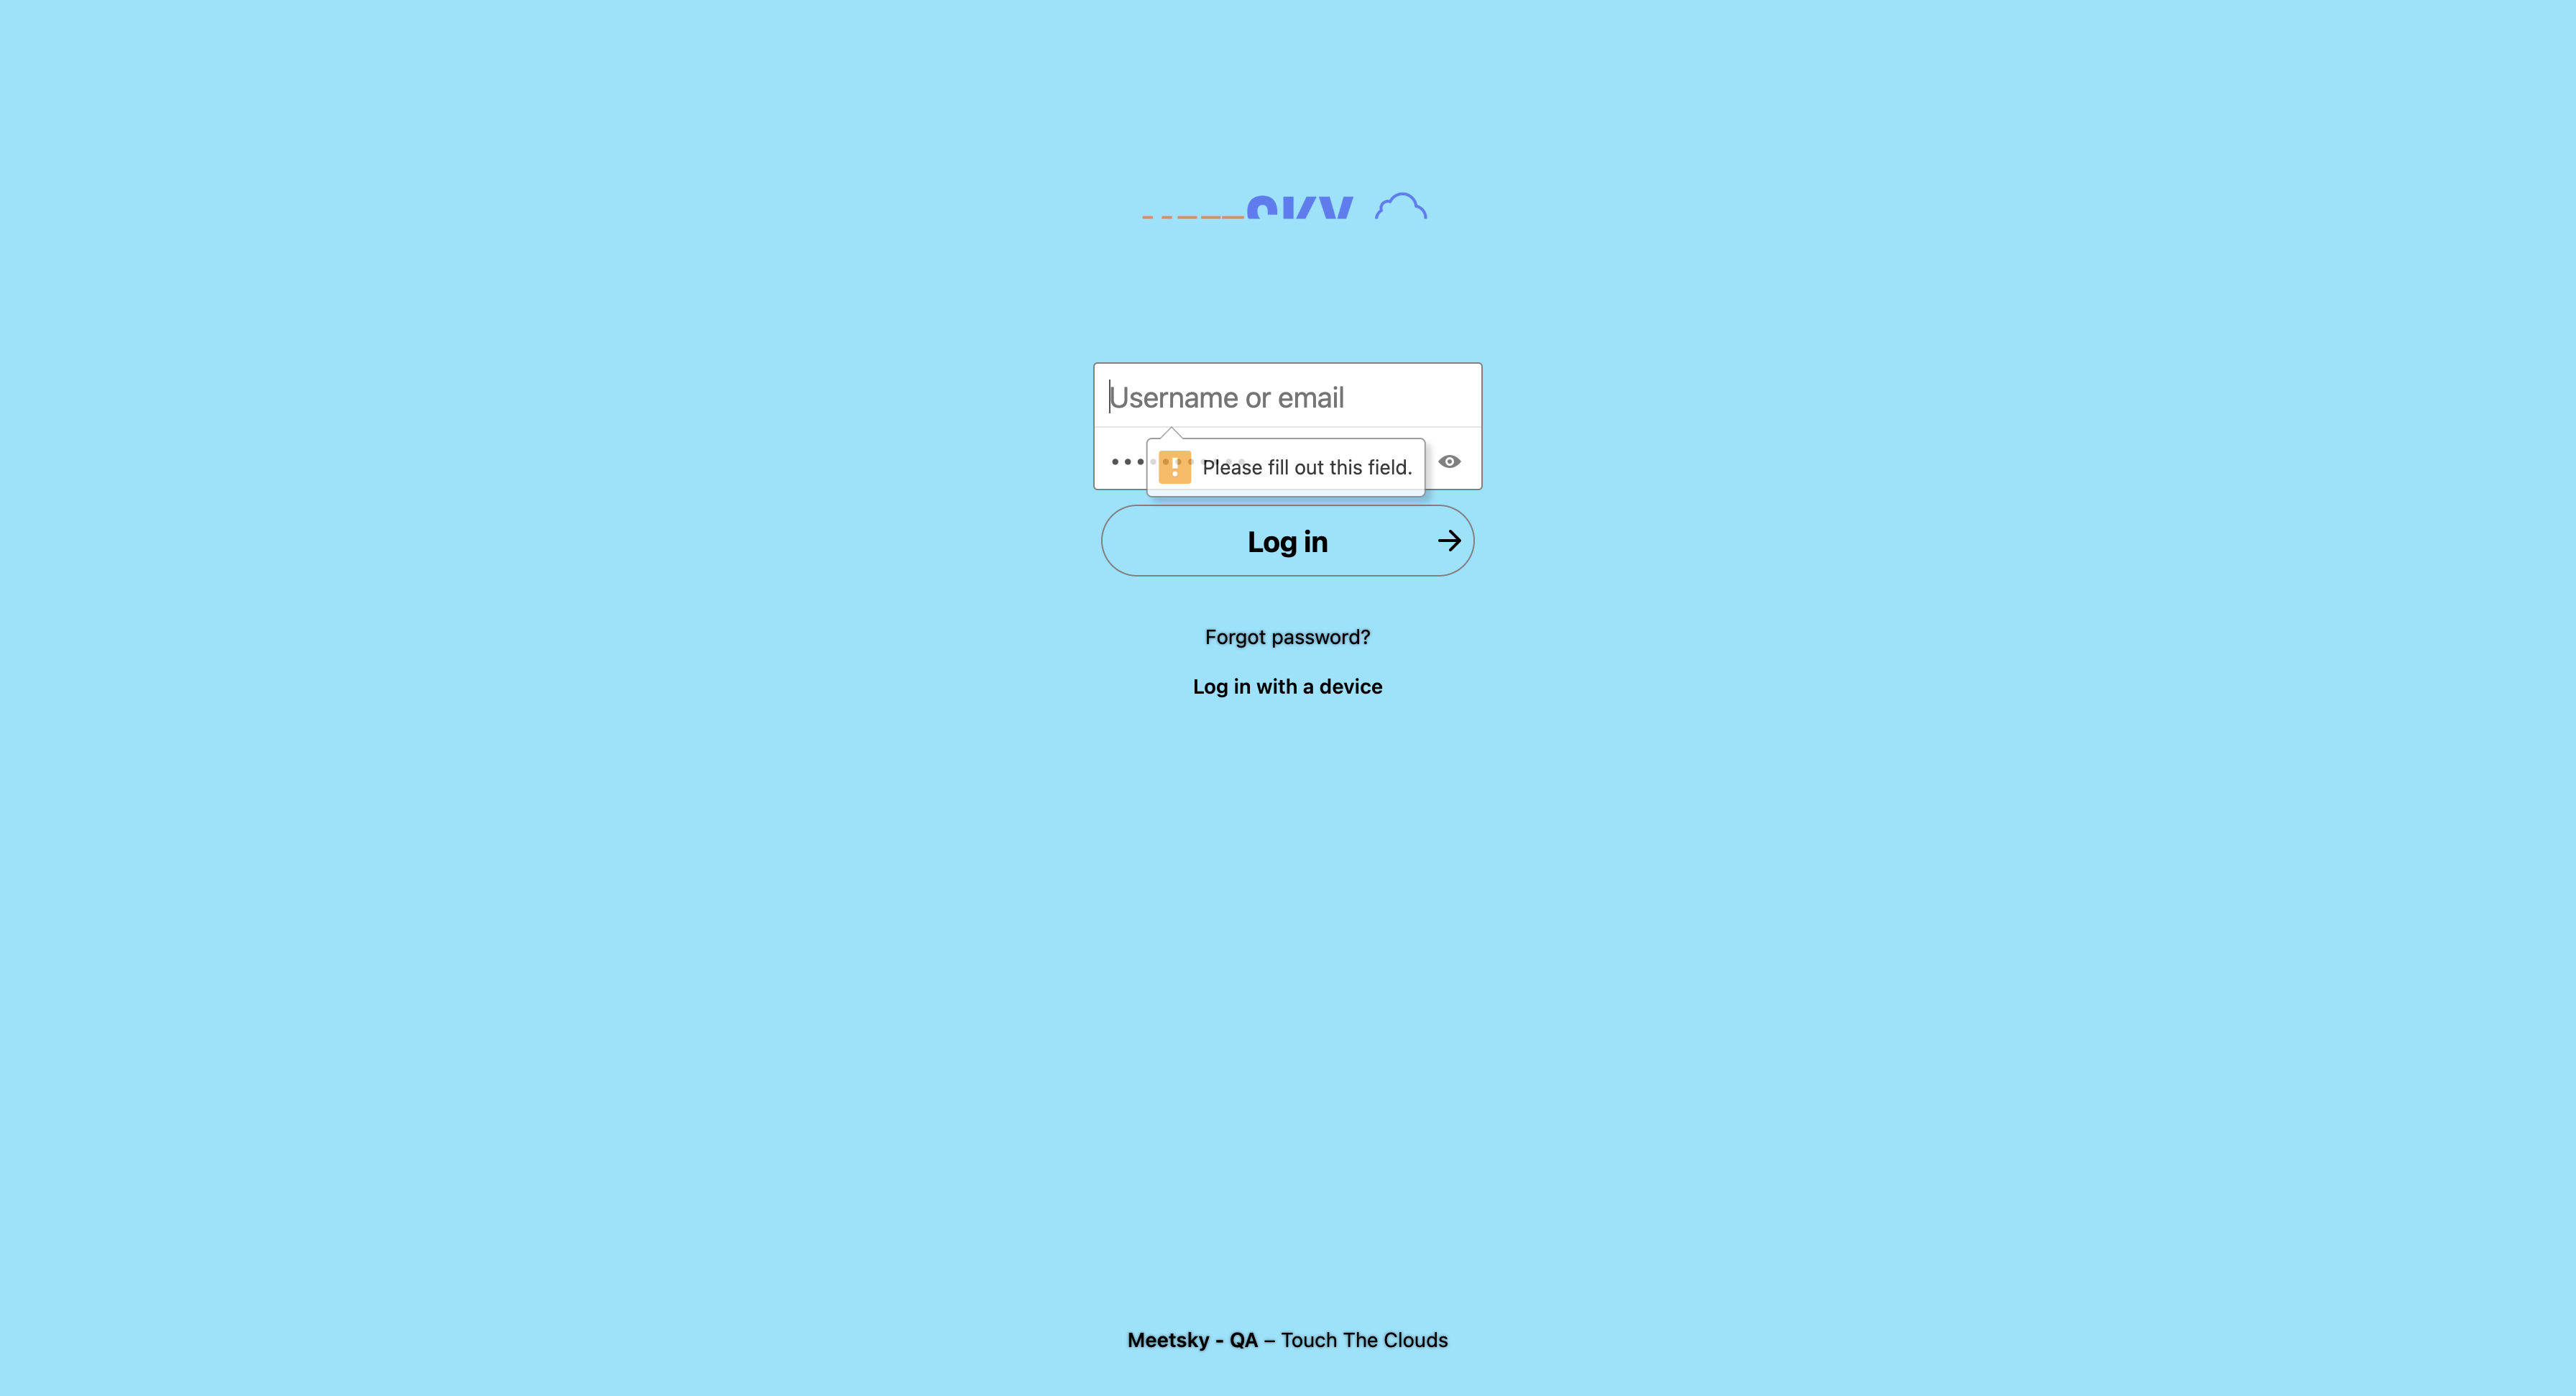 SKY
Username or email
Please fill out this field.
Log in
Forgot password?
Log in with a device
Meetsky - QA – Touch The Clouds